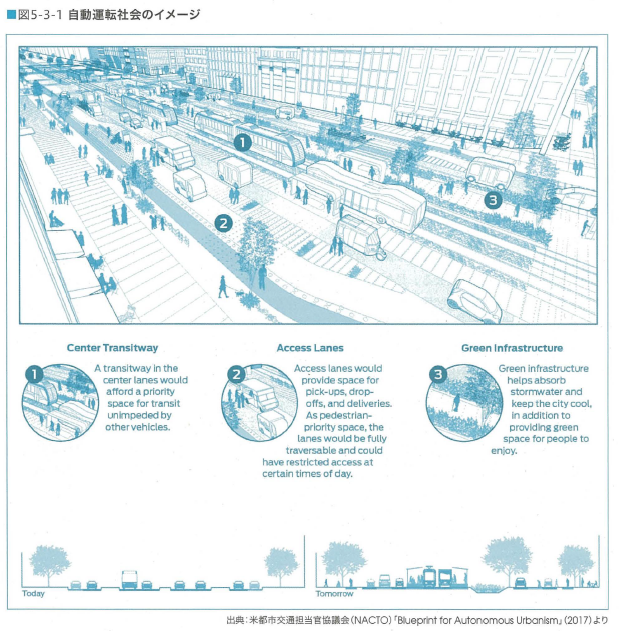 ■図5-3-1 自動運転社会のイメージ
1
2
3
Center Transitway
1
A transitway in the
center lanes would
afford a priority
space for transit
unimpeded by
other vehicles.
Access Lanes
2
Access lanes would
provide space for
pick-ups, drop-
offs, and deliveries.
As pedestrian-
priority space, the
lanes would be fully
traversable and could
have restricted access at
certain times of day.
Green Infrastructure
3
Green infrastructure
helps absorb
stormwater and
keep the city cool,
in addition to
providing green
space for people to
enjoy.
Today
Tomorrow
出典:米都市交通担当官協議会(NACTO)「Blueprint for Autonomous Urbanism」(2017)より